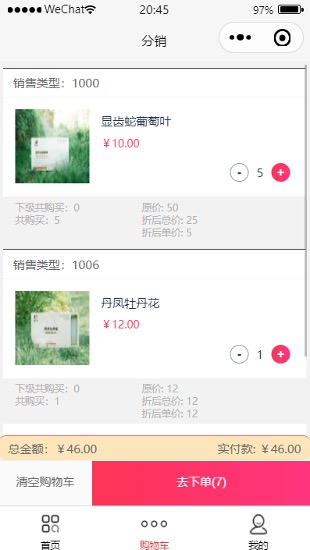 WeChat 20:45 97%
分销
销售类型：1000
显齿蛇葡萄叶
￥10.00
- 5 +
下级共购买：0 原价: 50
共购买：5 折后总价: 25
折后单价: 5
销售类型：1006
丹凤牡丹花
￥12.00
- 1 +
下级共购买：0 原价: 12
共购买：1 折后总价: 12
折后单价: 12
总金额：￥46.00 实付款: ￥46.00
清空购物车 去下单(7)
首页 购物车 我的